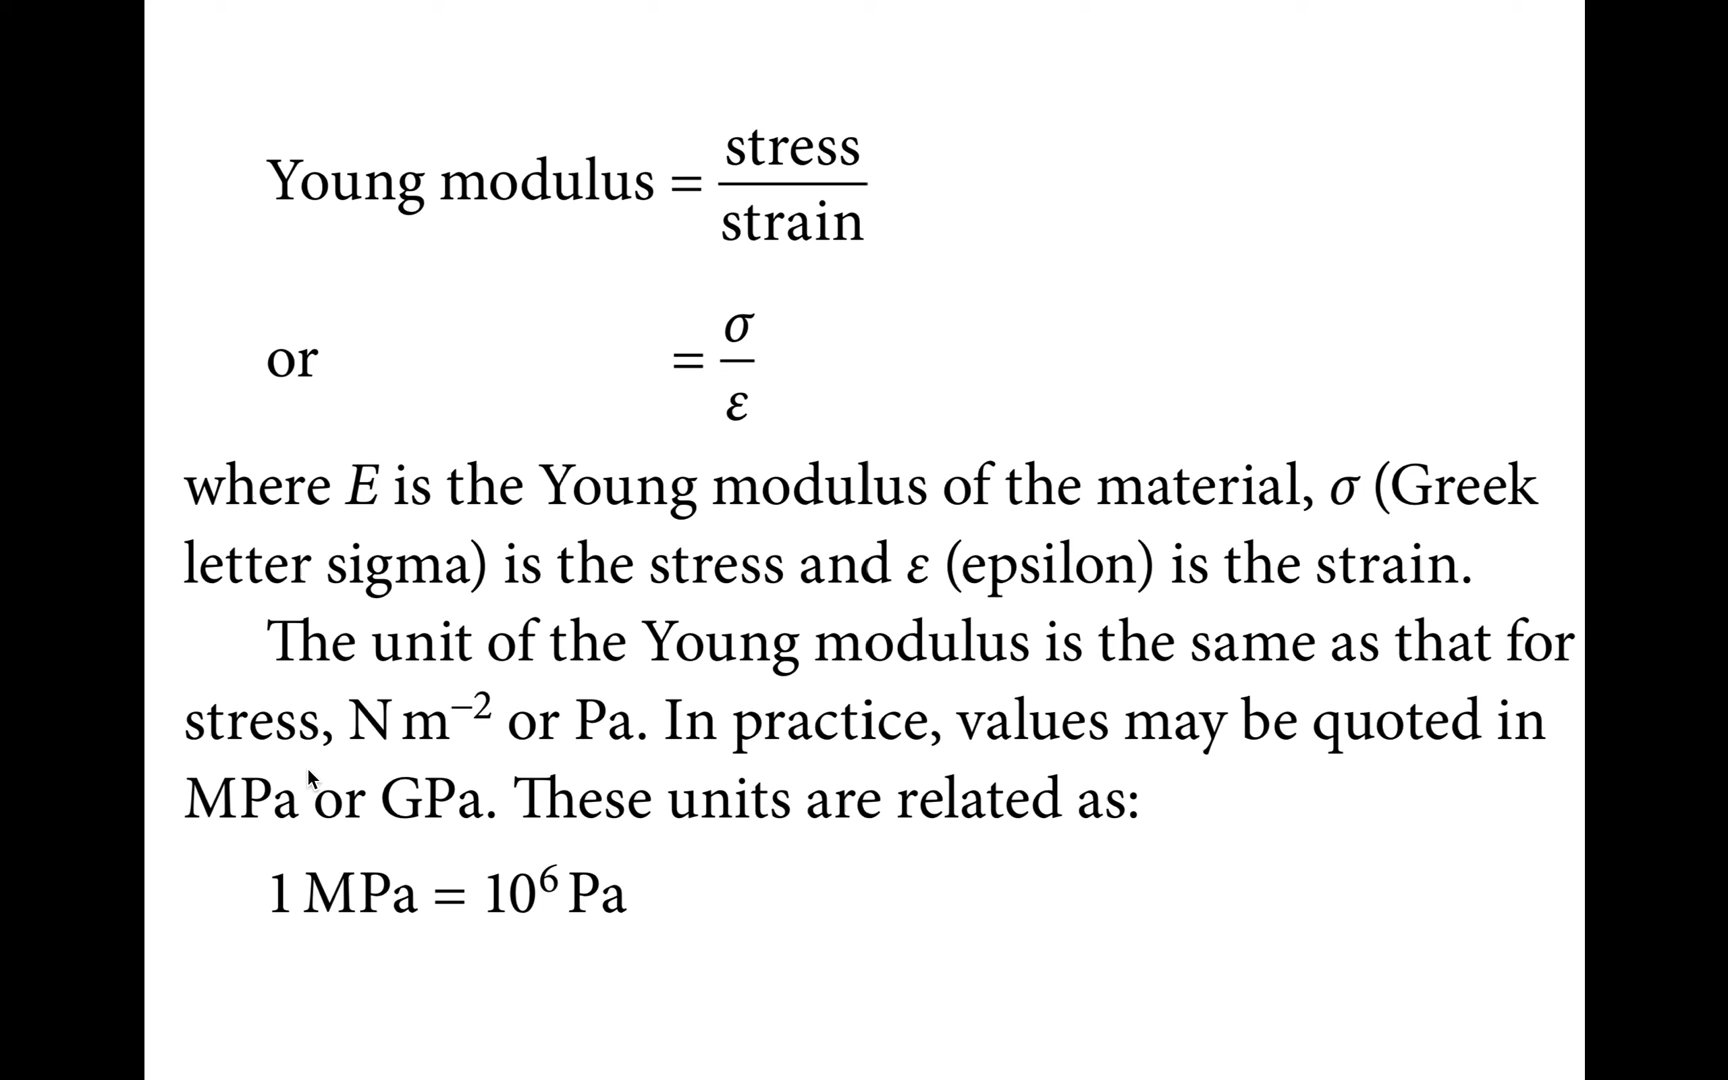 Young modulus = stress/strain
or = σ/ε
where E is the Young modulus of the material, σ (Greek
letter sigma) is the stress and ε (epsilon) is the strain.
The unit of the Young modulus is the same as that for
stress, N m⁻² or Pa. In practice, values may be quoted in
MPa or GPa. These units are related as:
1 MPa = 10⁶ Pa